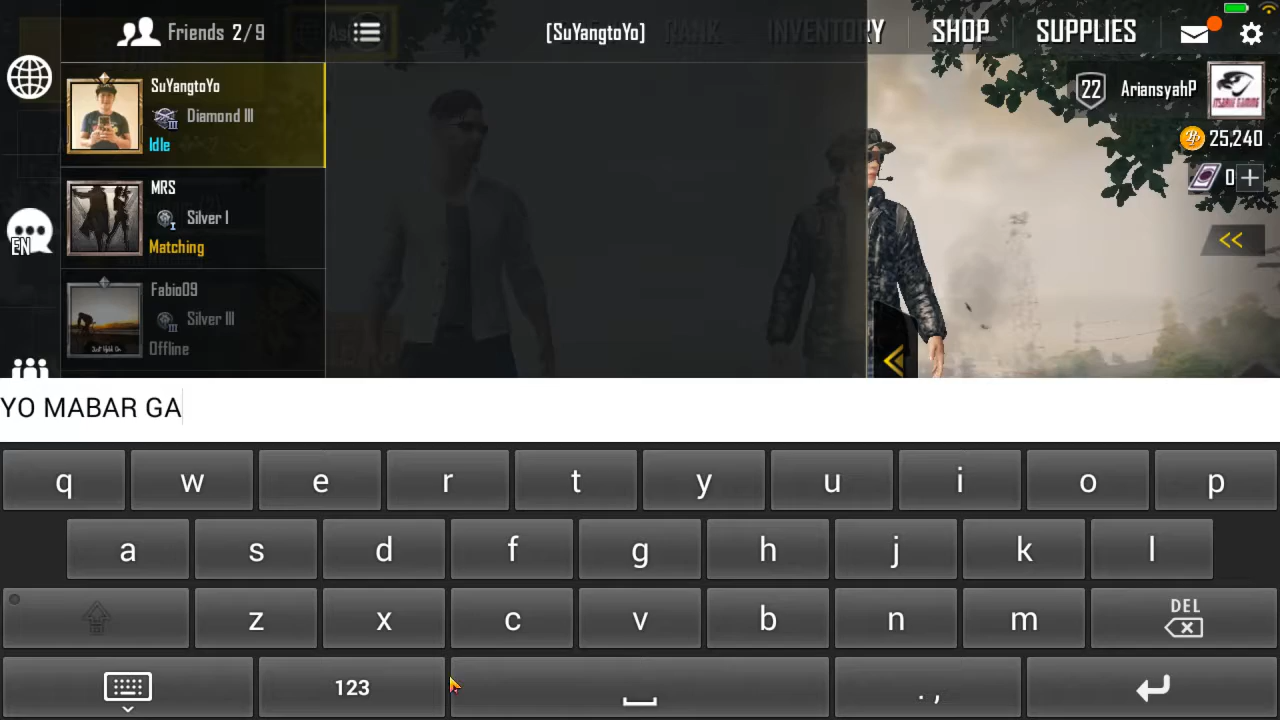 Friends 2/9
[SuYangtoYo]
RANK
INVENTORY
SHOP
SUPPLIES
SuYangtoYo
Diamond III
Idle
22
AriansyahP
25,240
0
MRS
Silver I
Matching
EN
Fabio09
Silver III
Offline
YO MABAR GA
q w e r t y u i o p
a s d f g h j k l
z x c v b n m DEL
123 . ,